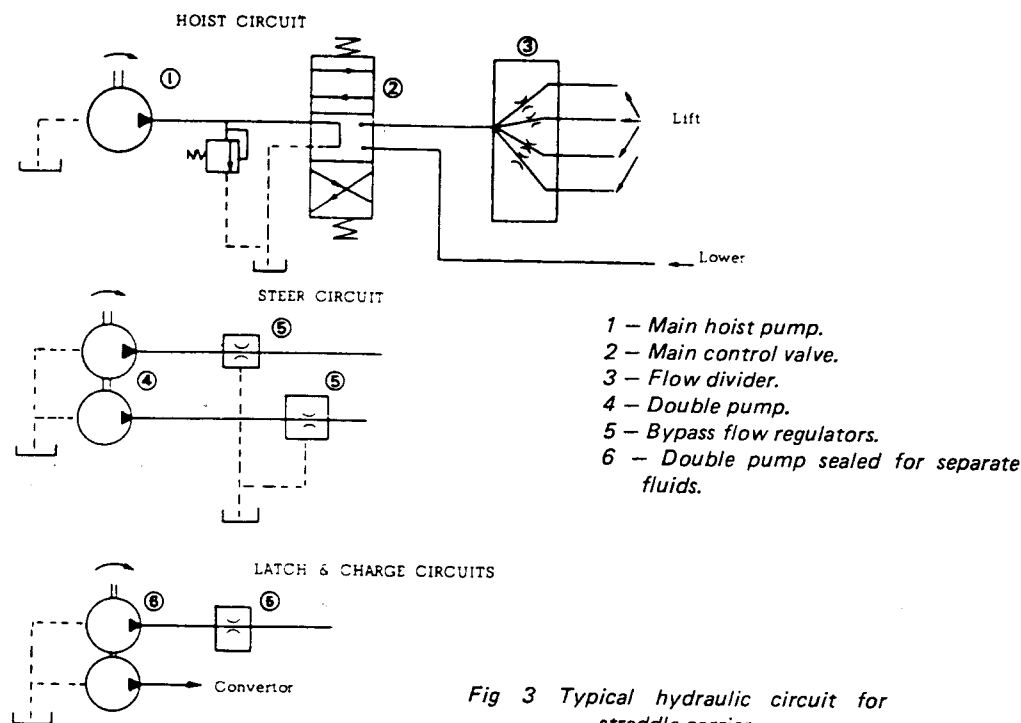 HOIST CIRCUIT
①
②
③
Lift
Lower
STEER CIRCUIT
⑤
④
⑤
1 – Main hoist pump.
2 – Main control valve.
3 – Flow divider.
4 – Double pump.
5 – Bypass flow regulators.
6 – Double pump sealed for separate
fluids.
LATCH & CHARGE CIRCUITS
⑥
⑤
Convertor
Fig 3 Typical hydraulic circuit for
straddle carrier